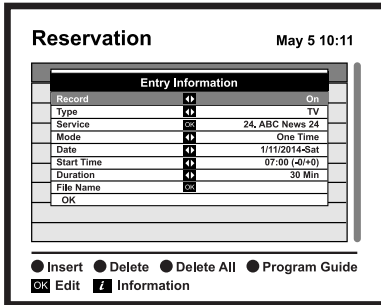 Reservation May 5 10:11
Entry Information
Record On
Type TV
Service OK 24, ABC News 24
Mode One Time
Date 1/11/2014-Sat
Start Time 07:00 (-0/+0)
Duration 30 Min
File Name OK
OK
Insert Delete Delete All Program Guide
OK Edit i Information